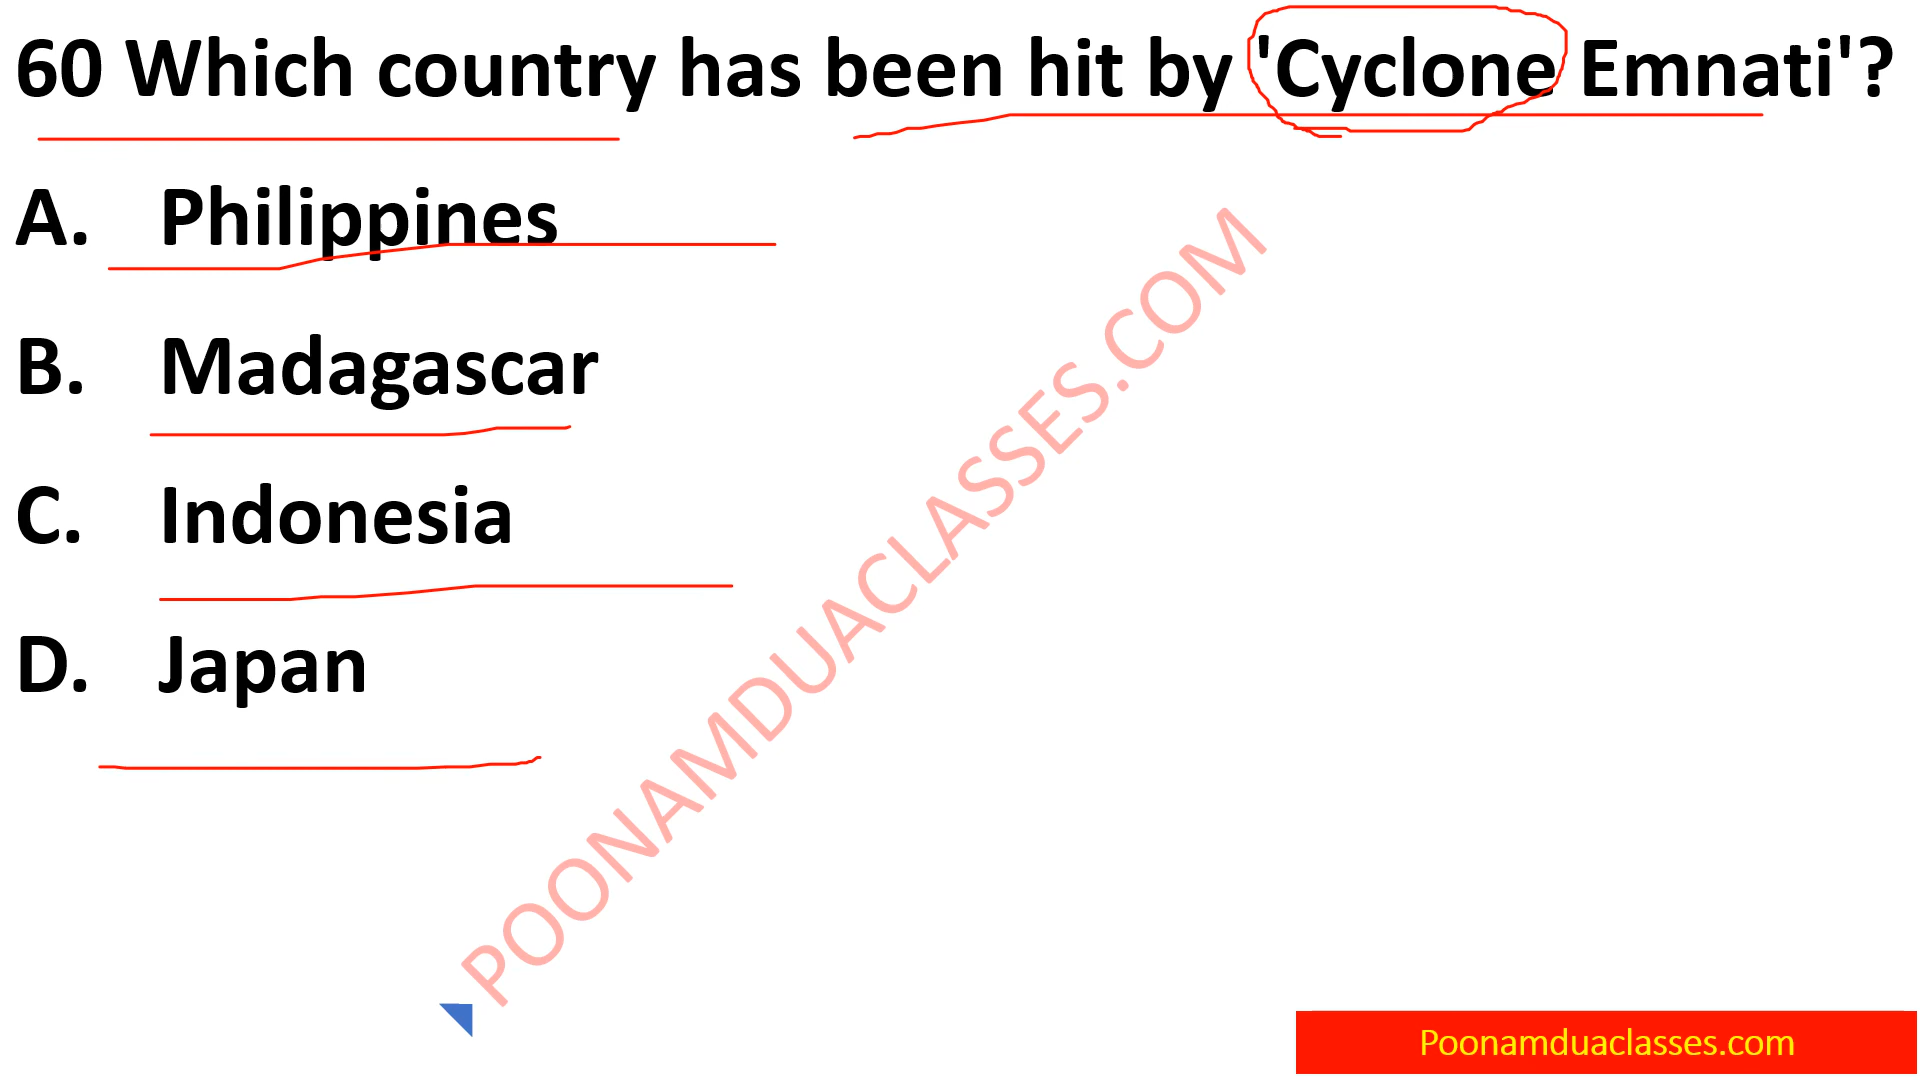 60 Which country has been hit by 'Cyclone Emnati'?
A. Philippines
B. Madagascar
C. Indonesia
D. Japan
POONAMDUACLASSES.COM
Poonamduaclasses.com